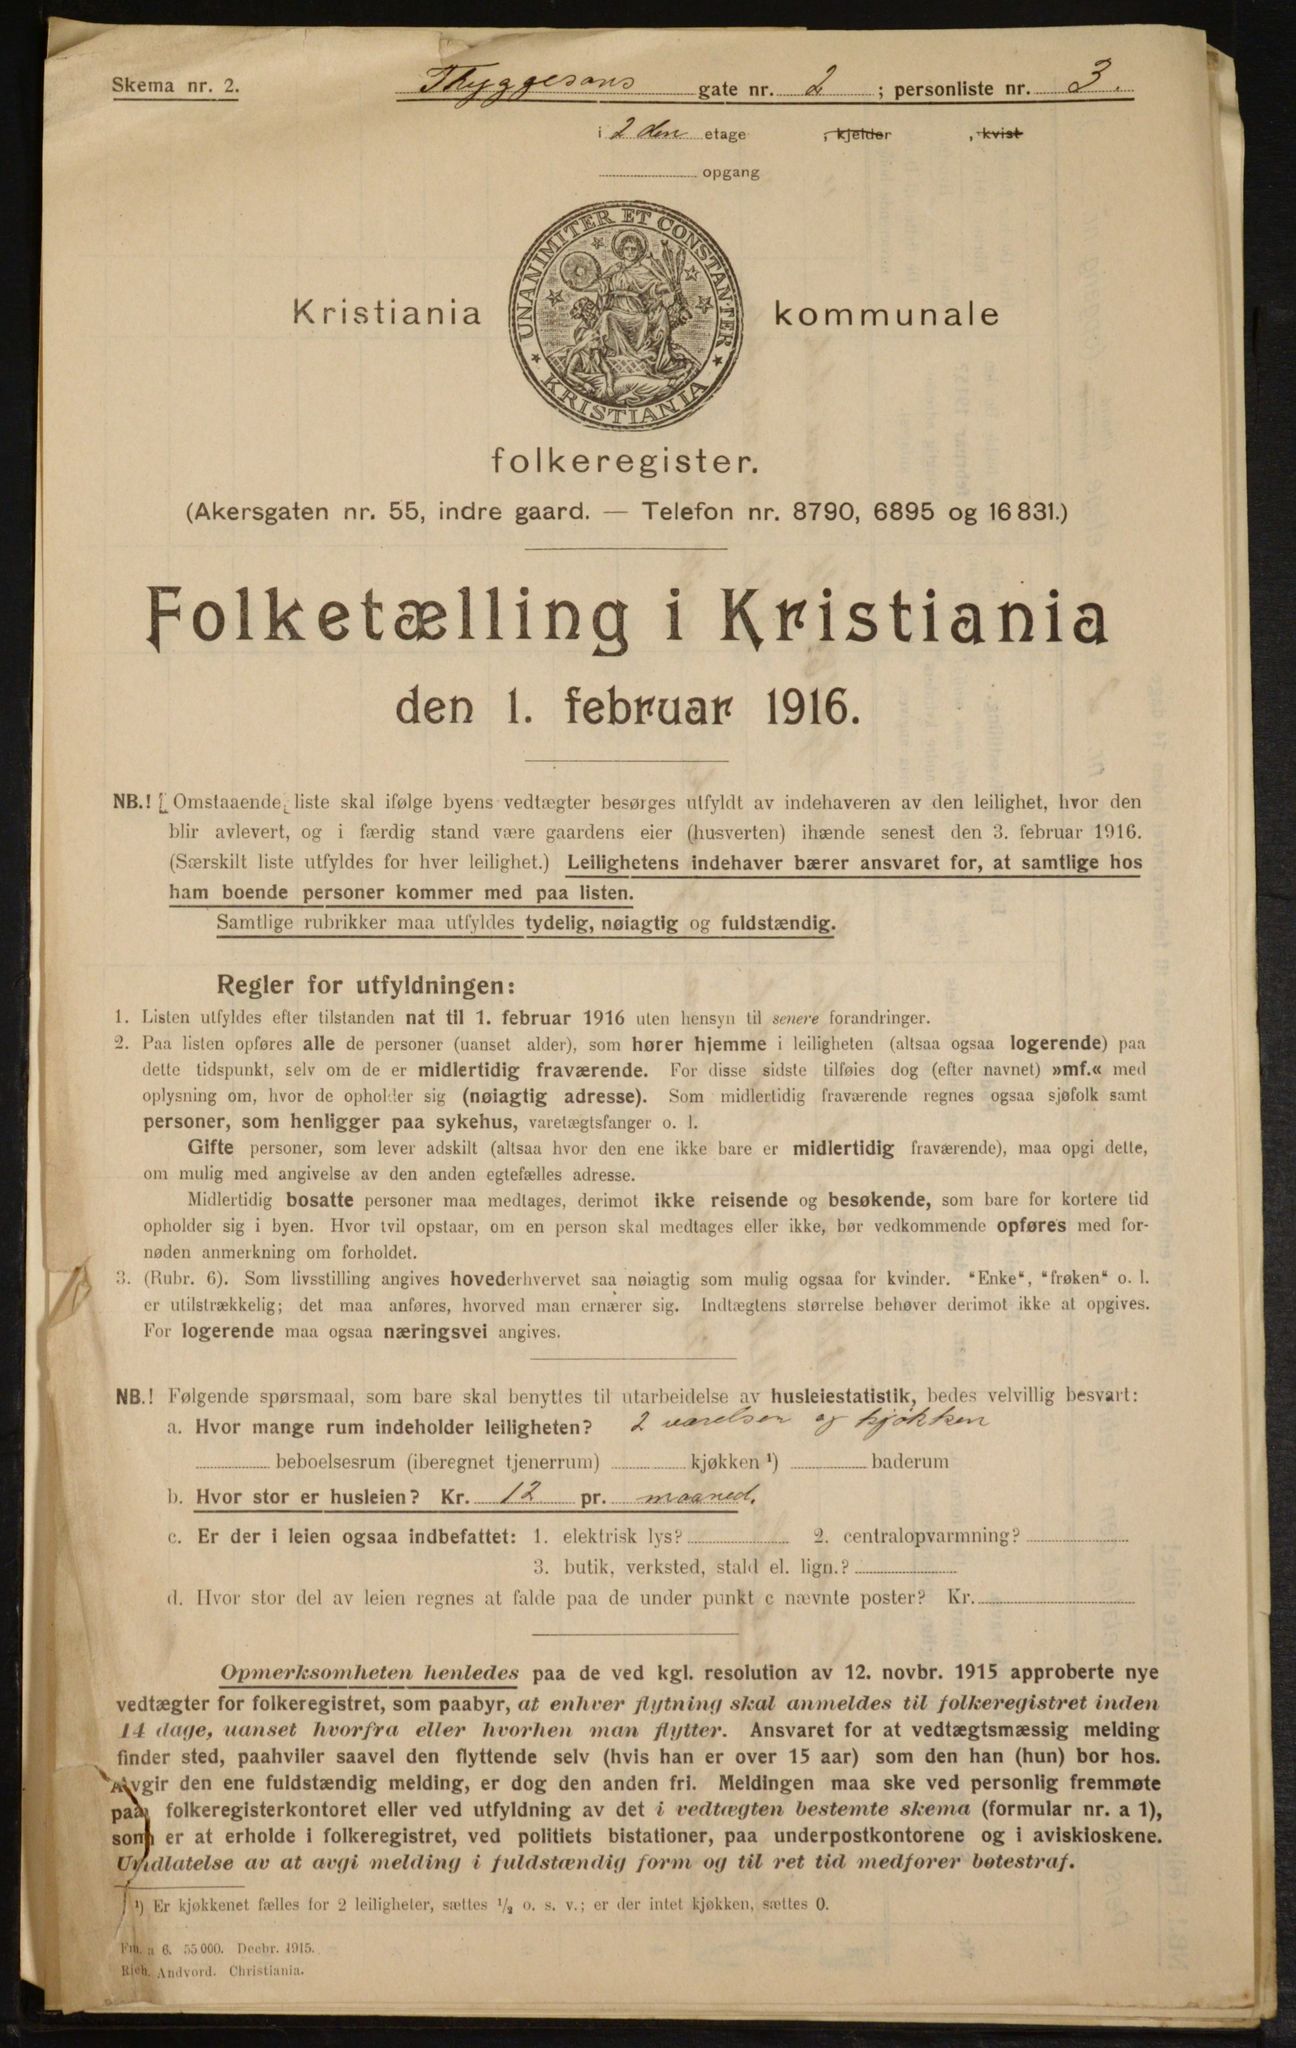 Skema nr. 2.
Thyggesons gate nr. 2; personliste nr. 3.
i 2 den etage , kjelder , kvist
opgang
UNANIMITER ET CONSTANTER
KRISTIANIA
Kristiania kommunale
folkeregister.
(Akersgaten nr. 55, indre gaard. — Telefon nr. 8790, 6895 og 16 831.)
Folketælling i Kristiania
den 1. februar 1916.
NB.! [Omstaaende] liste skal ifølge byens vedtægter besørges utfyldt av indehaveren av den leilighet, hvor den
blir avlevert, og i færdig stand være gaardens eier (husverten) ihænde senest den 3. februar 1916.
(Særskilt liste utfyldes for hver leilighet.) Leilighetens indehaver bærer ansvaret for, at samtlige hos
ham boende personer kommer med paa listen.
Samtlige rubrikker maa utfyldes tydelig, nøiagtig og fuldstændig.
Regler for utfyldningen:
1. Listen utfyldes efter tilstanden nat til 1. februar 1916 uten hensyn til senere forandringer.
2. Paa listen opføres alle de personer (uanset alder), som hører hjemme i leiligheten (altsaa ogsaa logerende) paa
dette tidspunkt, selv om de er midlertidig fraværende. For disse sidste tilføies dog (efter navnet) »mf.« med
oplysning om, hvor de opholder sig (nøiagtig adresse). Som midlertidig fraværende regnes ogsaa sjøfolk samt
personer, som henligger paa sykehus, varetægtsfanger o. l.
Gifte personer, som lever adskilt (altsaa hvor den ene ikke bare er midlertidig fraværende), maa opgi dette,
om mulig med angivelse av den anden egtefælles adresse.
Midlertidig bosatte personer maa medtages, derimot ikke reisende og besøkende, som bare for kortere tid
opholder sig i byen. Hvor tvil opstaar, om en person skal medtages eller ikke, bør vedkommende opføres med for-
nøden anmerkning om forholdet.
3. (Rubr. 6). Som livsstilling angives hovederhvervet saa nøiagtig som mulig ogsaa for kvinder. "Enke", "frøken" o. l.
er utilstrækkelig; det maa anføres, hvorved man ernærer sig. Indtægtens størrelse behøver derimot ikke at opgives.
For logerende maa ogsaa næringsvei angives.
NB.! Følgende spørsmaal, som bare skal benyttes til utarbeidelse av husleiestatistik, bedes velvillig besvart:
a. Hvor mange rum indeholder leiligheten? 2 værelser og kjøkken
beboelsesrum (iberegnet tjenerrum) kjøkken ¹) baderum
b. Hvor stor er husleien? Kr. 12 pr. maaned.
c. Er der i leien ogsaa indbefattet: 1. elektrisk lys? 2. centralopvarmning?
3. butik, verksted, stald el. lign.?
d. Hvor stor del av leien regnes at falde paa de under punkt c nævnte poster? Kr.
Opmerksomheten henledes paa de ved kgl. resolution av 12. novbr. 1915 approberte nye
vedtægter for folkeregistret, som paabyr, at enhver flytning skal anmeldes til folkeregistret inden
14 dage, uanset hvorfra eller hvorhen man flytter. Ansvaret for at vedtægtsmæssig melding
finder sted, paahviler saavel den flyttende selv (hvis han er over 15 aar) som den han (hun) bor hos.
Avgir den ene fuldstændig melding, er dog den anden fri. Meldingen maa ske ved personlig fremmøte
paa folkeregisterkontoret eller ved utfyldning av det i vedtægten bestemte skema (formular nr. a 1),
som er at erholde i folkeregistret, ved politiets bistationer, paa underpostkontorene og i aviskioskene.
Undlatelse av at avgi melding i fuldstændig form og til ret tid medfører bøtestraf.
¹) Er kjøkkenet fælles for 2 leiligheter, sættes ½ o. s. v.; er der intet kjøkken, sættes 0.
Fm. a 6. 55 000. Decbr. 1915.
Rich. Andvord. Christiania.